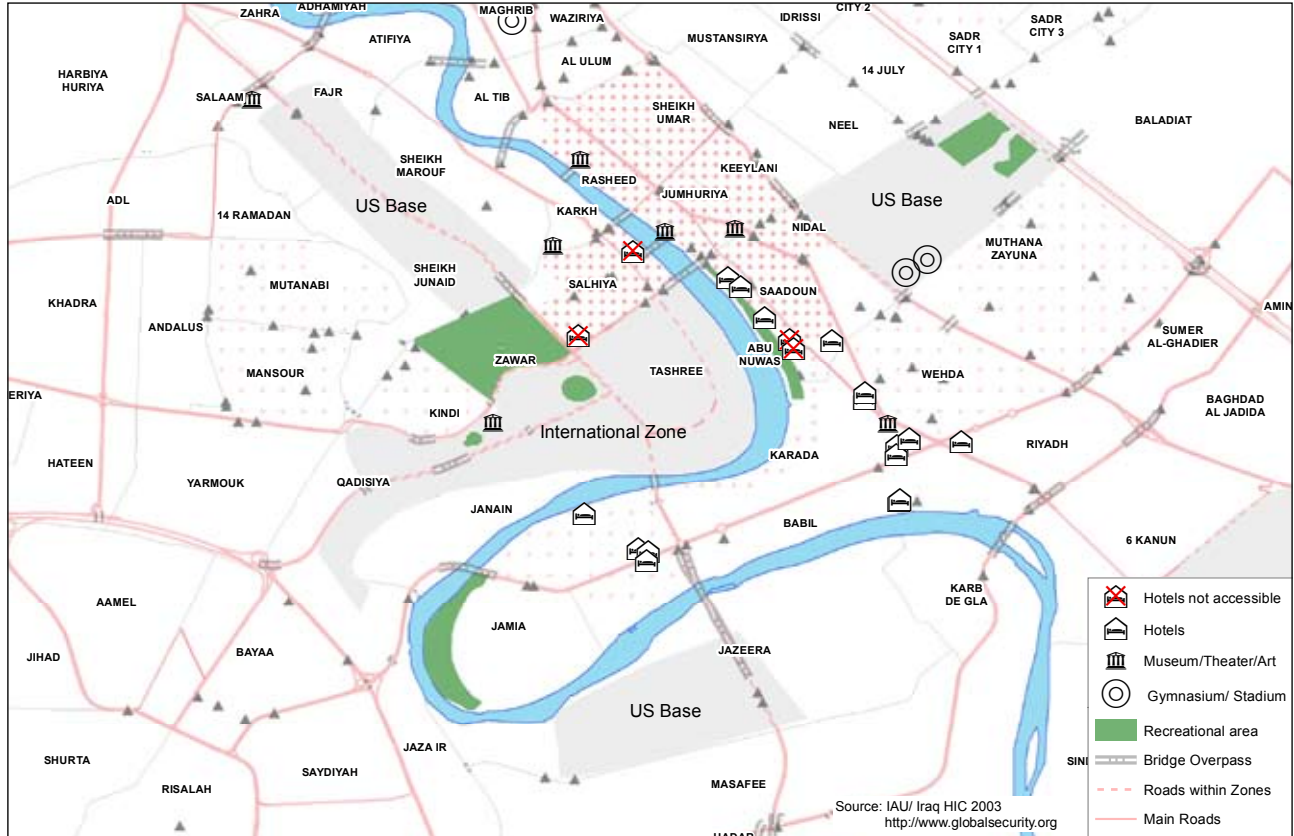 MAGHRIB
ADHAMIYAH
ZAHRA
WAZIRIYA
IDRISSI
CITY 2
SADR
CITY 1
SADR
CITY 3
ATIFIYA
MUSTANSIRYA
AL ULUM
14 JULY
HARBIYA
HURIYA
SALAAM
FAJR
AL TIB
SHEIKH
UMAR
NEEL
BALADIAT
SHEIKH
MAROUF
KEEYLANI
RASHEED
JUMHURIYA
ADL
14 RAMADAN
US Base
KARKH
US Base
NIDAL
MUTHANA
ZAYUNA
SHEIKH
JUNAID
MUTANABI
SALHIYA
SAADOUN
KHADRA
ANDALUS
AMIN
SUMER
AL-GHADIER
ABU
NUWAS
ZAWAR
TASHREE
MANSOUR
WEHDA
ERIYA
KINDI
BAGHDAD
AL JADIDA
International Zone
RIYADH
HATEEN
KARADA
YARMOUK
QADISIYA
JANAIN
BABIL
6 KANUN
AAMEL
KARB
DE GLA
JAMIA
JIHAD
BAYAA
JAZEERA
US Base
SHURTA
JAZA IR
SINI
SAYDIYAH
RISALAH
MASAFEE
HADAR
Hotels not accessible
Hotels
Museum/Theater/Art
Gymnasium/ Stadium
Recreational area
Bridge Overpass
Roads within Zones
Main Roads
Source: IAU/ Iraq HIC 2003
http://www.globalsecurity.org